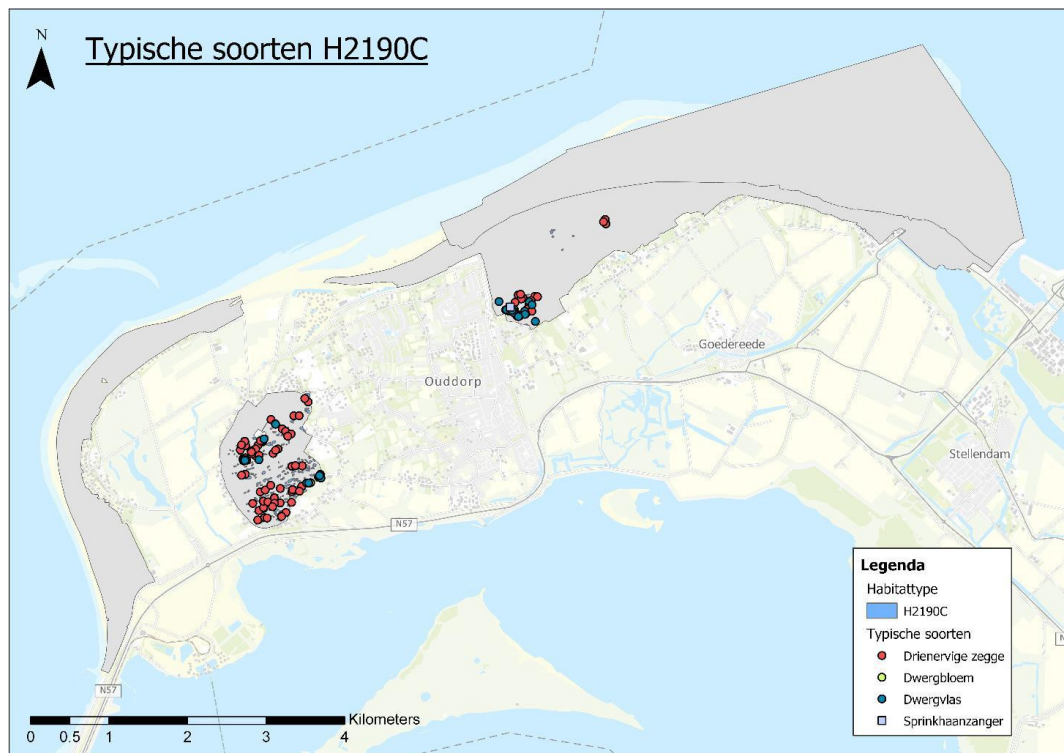 N
Typische soorten H2190C
Goedereede
Ouddorp
Stellendam
N57
N57
Legenda
Habitattype
H2190C
Typische soorten
Drienervige zegge
Dwergbloem
Dwergvlas
Sprinkhaanzanger
Kilometers
0 0.5 1 2 3 4